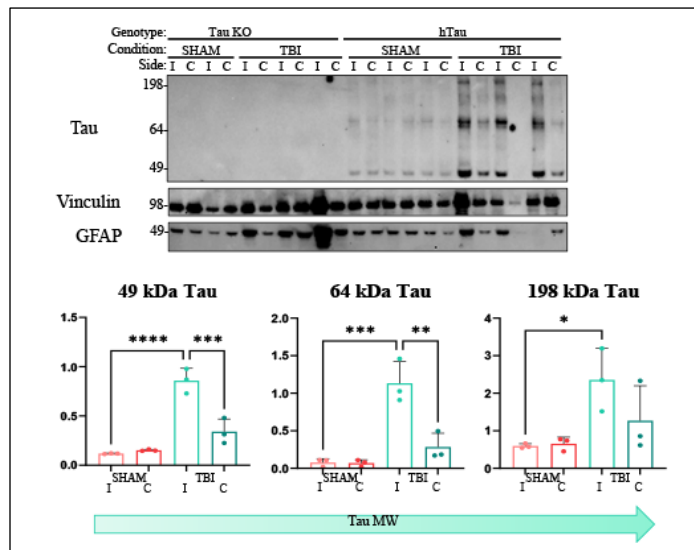 Genotype: Tau KO hTau
Condition: SHAM TBI SHAM TBI
Side: I C I C I C I C I C I C I C I C I C I C I C I C
198
Tau 64
49
Vinculin 98
GFAP 49
49 kDa Tau 64 kDa Tau 198 kDa Tau
**** *** *** ** *
1.5 2.0 4
1.0 1.5 3
1.0 2
0.5 0.5 1
0.0 0.0 0
I SHAM C I TBI C I SHAM C I TBI C I SHAM C I TBI C
Tau MW